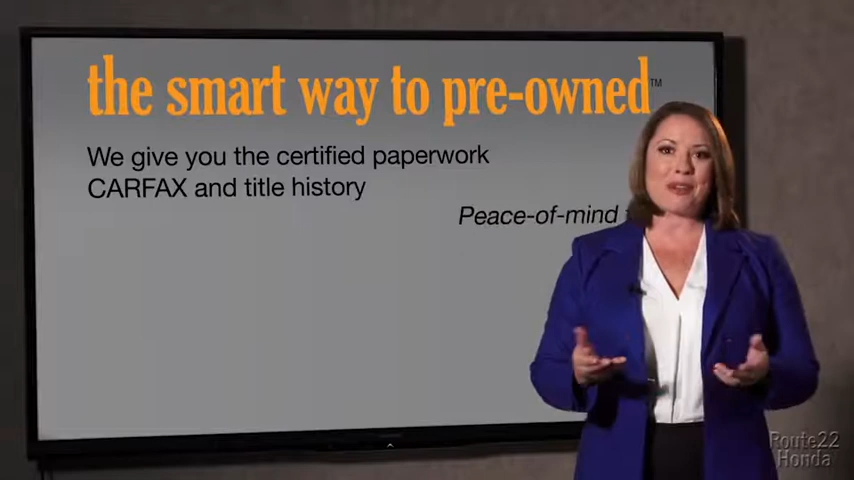 the smart way to pre-owned™
We give you the certified paperwork
CARFAX and title history
Peace-of-mind
Route22
Honda